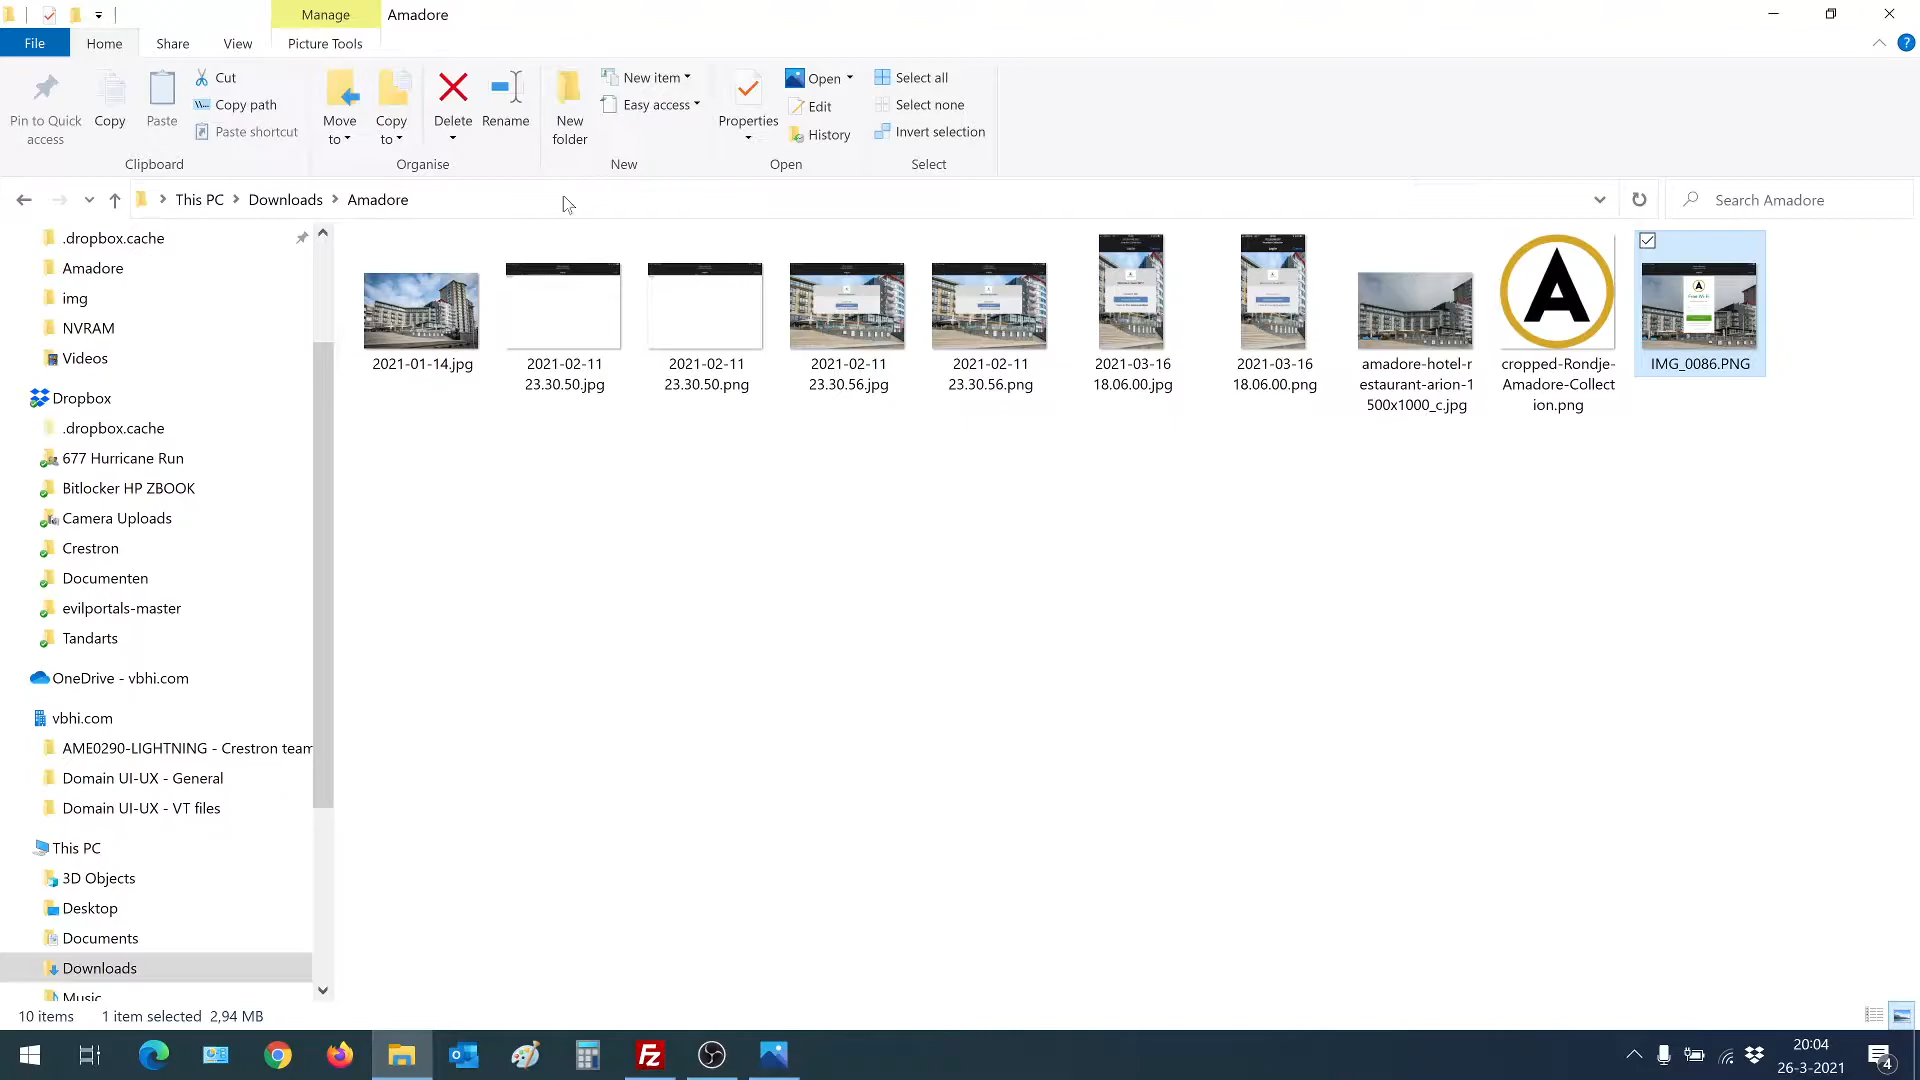 Manage
Amadore
File
Home
Share
View
Picture Tools
Pin to Quick
access
Copy
Paste
Cut
Copy path
Paste shortcut
Clipboard
Move
to
Copy
to
Delete
Rename
Organise
New
folder
New item
Easy access
New
Properties
Open
Edit
History
Open
Select all
Select none
Invert selection
Select
This PC
Downloads
Amadore
Search Amadore
.dropbox.cache
Amadore
img
NVRAM
Videos
Dropbox
.dropbox.cache
677 Hurricane Run
Bitlocker HP ZBOOK
Camera Uploads
Crestron
Documenten
evilportals-master
Tandarts
OneDrive - vbhi.com
vbhi.com
AME0290-LIGHTNING - Crestron team
Domain UI-UX - General
Domain UI-UX - VT files
This PC
3D Objects
Desktop
Documents
Downloads
Music
2021-01-14.jpg
2021-02-11
23.30.50.jpg
2021-02-11
23.30.50.png
2021-02-11
23.30.56.jpg
2021-02-11
23.30.56.png
2021-03-16
18.06.00.jpg
2021-03-16
18.06.00.png
amadore-hotel-r
estaurant-arion-1
500x1000_c.jpg
A
cropped-Rondje-
Amadore-Collect
ion.png
Free Wi-Fi
IMG_0086.PNG
10 items
1 item selected 2,94 MB
20:04
26-3-2021
4